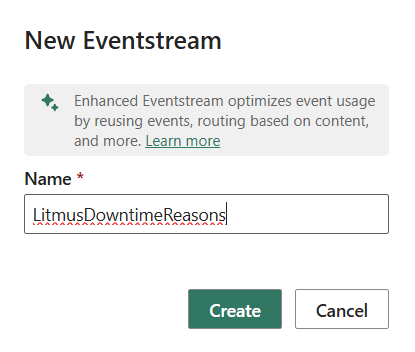 New Eventstream
Enhanced Eventstream optimizes event usage
by reusing events, routing based on content,
and more. Learn more
Name *
LitmusDowntimeReasons
Create Cancel